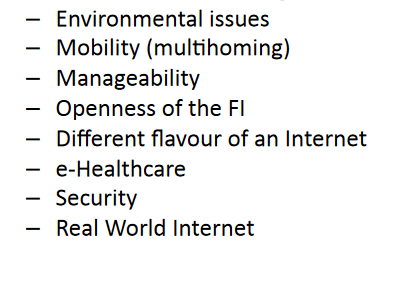 – Environmental issues
– Mobility (multihoming)
– Manageability
– Openness of the FI
– Different flavour of an Internet
– e-Healthcare
– Security
– Real World Internet